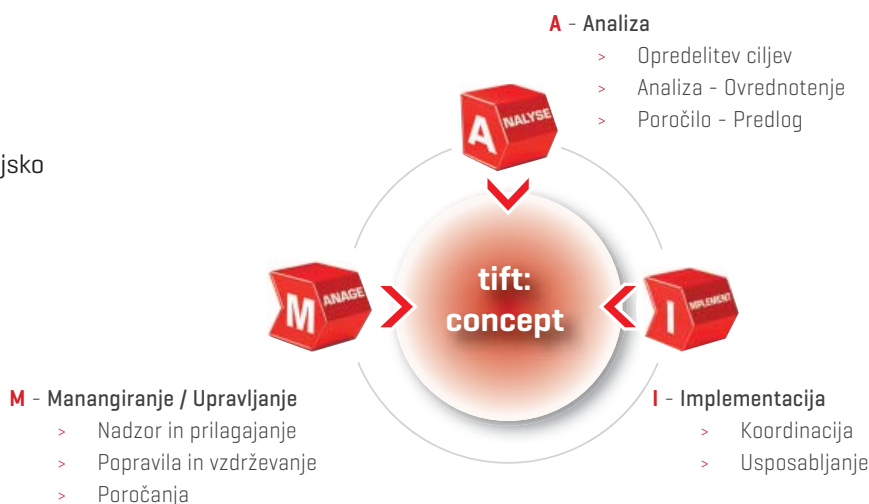 A - Analiza
> Opredelitev ciljev
> Analiza - Ovrednotenje
> Poročilo - Predlog
jsko
A NALYSE
M ANAGE
tift:
concept
I MPLEMENT
M - Manangiranje / Upravljanje
> Nadzor in prilagajanje
> Popravila in vzdrževanje
> Poročanja
I - Implementacija
> Koordinacija
> Usposabljanje